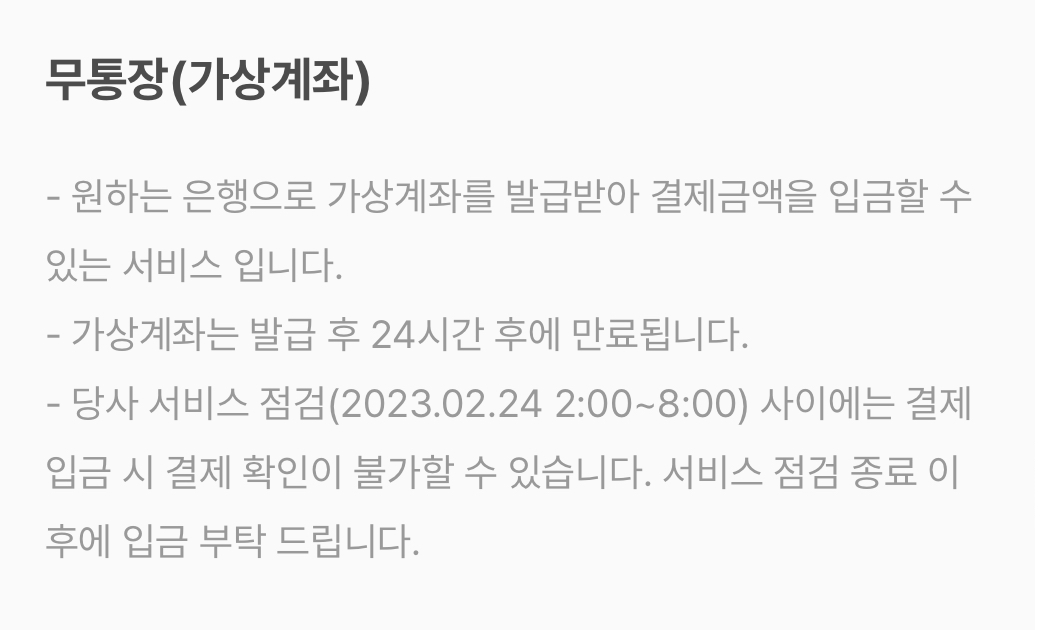 무통장(가상계좌)
- 원하는 은행으로 가상계좌를 발급받아 결제금액을 입금할 수
있는 서비스 입니다.
- 가상계좌는 발급 후 24시간 후에 만료됩니다.
- 당사 서비스 점검(2023.02.24 2:00~8:00) 사이에는 결제
입금 시 결제 확인이 불가할 수 있습니다. 서비스 점검 종료 이
후에 입금 부탁 드립니다.